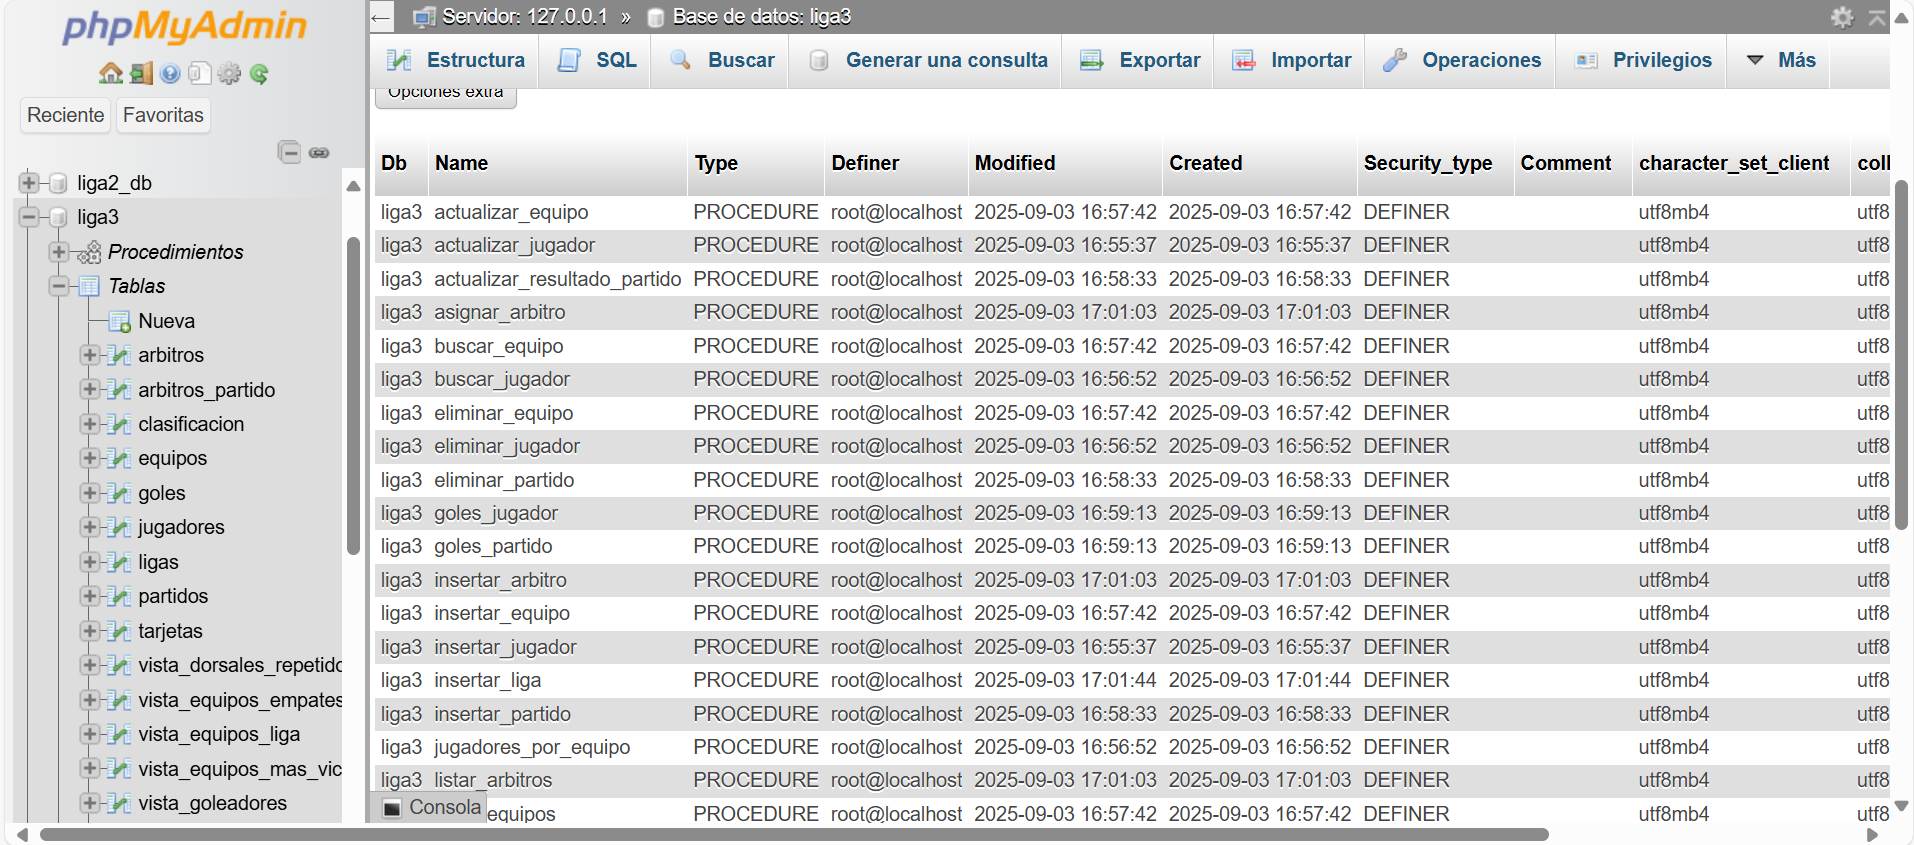 phpMyAdmin
Reciente Favoritas
liga2_db
liga3
Procedimientos
Tablas
Nueva
arbitros
arbitros_partido
clasificacion
equipos
goles
jugadores
ligas
partidos
tarjetas
vista_dorsales_repetido
vista_equipos_empates
vista_equipos_liga
vista_equipos_mas_vic
vista_goleadores
Servidor: 127.0.0.1 » Base de datos: liga3
Estructura SQL Buscar Generar una consulta Exportar Importar Operaciones Privilegios Más
Opciones extra
Db Name Type Definer Modified Created Security_type Comment character_set_client coll
liga3 actualizar_equipo PROCEDURE root@localhost 2025-09-03 16:57:42 2025-09-03 16:57:42 DEFINER utf8mb4 utf8
liga3 actualizar_jugador PROCEDURE root@localhost 2025-09-03 16:55:37 2025-09-03 16:55:37 DEFINER utf8mb4 utf8
liga3 actualizar_resultado_partido PROCEDURE root@localhost 2025-09-03 16:58:33 2025-09-03 16:58:33 DEFINER utf8mb4 utf8
liga3 asignar_arbitro PROCEDURE root@localhost 2025-09-03 17:01:03 2025-09-03 17:01:03 DEFINER utf8mb4 utf8
liga3 buscar_equipo PROCEDURE root@localhost 2025-09-03 16:57:42 2025-09-03 16:57:42 DEFINER utf8mb4 utf8
liga3 buscar_jugador PROCEDURE root@localhost 2025-09-03 16:56:52 2025-09-03 16:56:52 DEFINER utf8mb4 utf8
liga3 eliminar_equipo PROCEDURE root@localhost 2025-09-03 16:57:42 2025-09-03 16:57:42 DEFINER utf8mb4 utf8
liga3 eliminar_jugador PROCEDURE root@localhost 2025-09-03 16:56:52 2025-09-03 16:56:52 DEFINER utf8mb4 utf8
liga3 eliminar_partido PROCEDURE root@localhost 2025-09-03 16:58:33 2025-09-03 16:58:33 DEFINER utf8mb4 utf8
liga3 goles_jugador PROCEDURE root@localhost 2025-09-03 16:59:13 2025-09-03 16:59:13 DEFINER utf8mb4 utf8
liga3 goles_partido PROCEDURE root@localhost 2025-09-03 16:59:13 2025-09-03 16:59:13 DEFINER utf8mb4 utf8
liga3 insertar_arbitro PROCEDURE root@localhost 2025-09-03 17:01:03 2025-09-03 17:01:03 DEFINER utf8mb4 utf8
liga3 insertar_equipo PROCEDURE root@localhost 2025-09-03 16:57:42 2025-09-03 16:57:42 DEFINER utf8mb4 utf8
liga3 insertar_jugador PROCEDURE root@localhost 2025-09-03 16:55:37 2025-09-03 16:55:37 DEFINER utf8mb4 utf8
liga3 insertar_liga PROCEDURE root@localhost 2025-09-03 17:01:44 2025-09-03 17:01:44 DEFINER utf8mb4 utf8
liga3 insertar_partido PROCEDURE root@localhost 2025-09-03 16:58:33 2025-09-03 16:58:33 DEFINER utf8mb4 utf8
liga3 jugadores_por_equipo PROCEDURE root@localhost 2025-09-03 16:56:52 2025-09-03 16:56:52 DEFINER utf8mb4 utf8
liga3 listar_arbitros PROCEDURE root@localhost 2025-09-03 17:01:03 2025-09-03 17:01:03 DEFINER utf8mb4 utf8
equipos PROCEDURE root@localhost 2025-09-03 16:57:42 2025-09-03 16:57:42 DEFINER utf8mb4 utf8
Consola